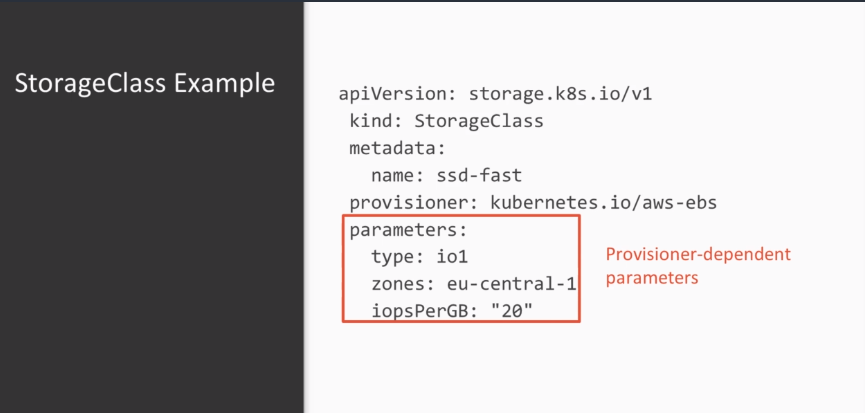 StorageClass Example
apiVersion: storage.k8s.io/v1
kind: StorageClass
metadata:
name: ssd-fast
provisioner: kubernetes.io/aws-ebs
parameters:
type: io1
zones: eu-central-1
iopsPerGB: "20"
Provisioner-dependent
parameters